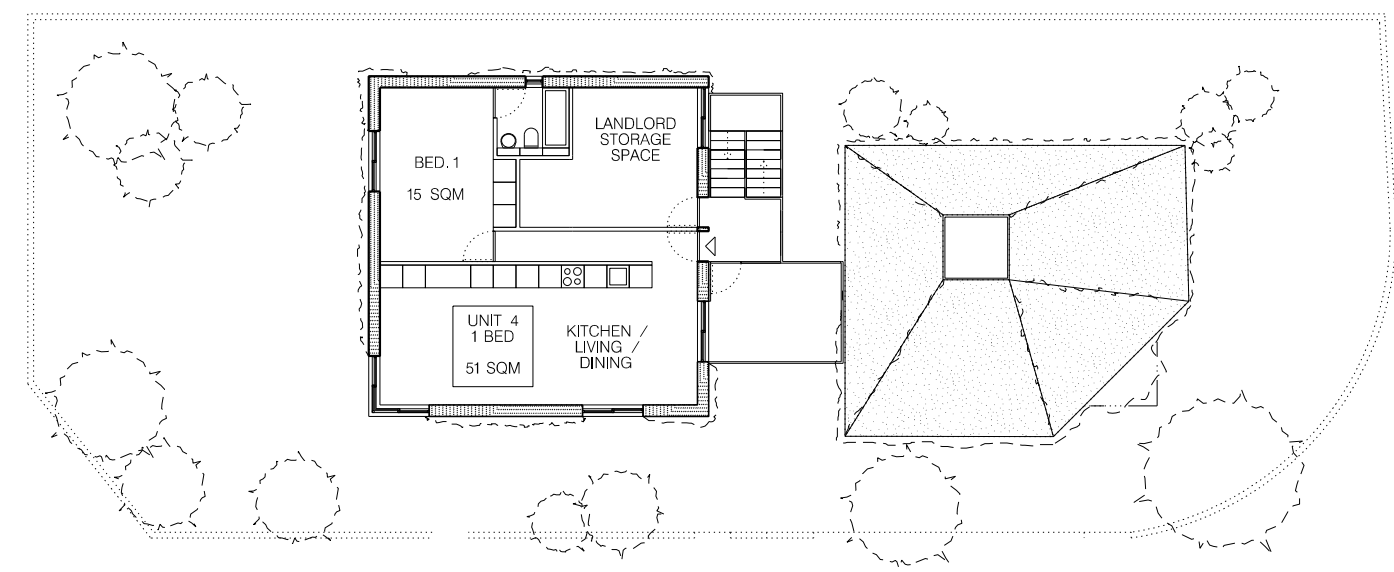 LANDLORD
STORAGE
SPACE
BED. 1
15 SQM
UNIT 4
1 BED
51 SQM
KITCHEN /
LIVING /
DINING